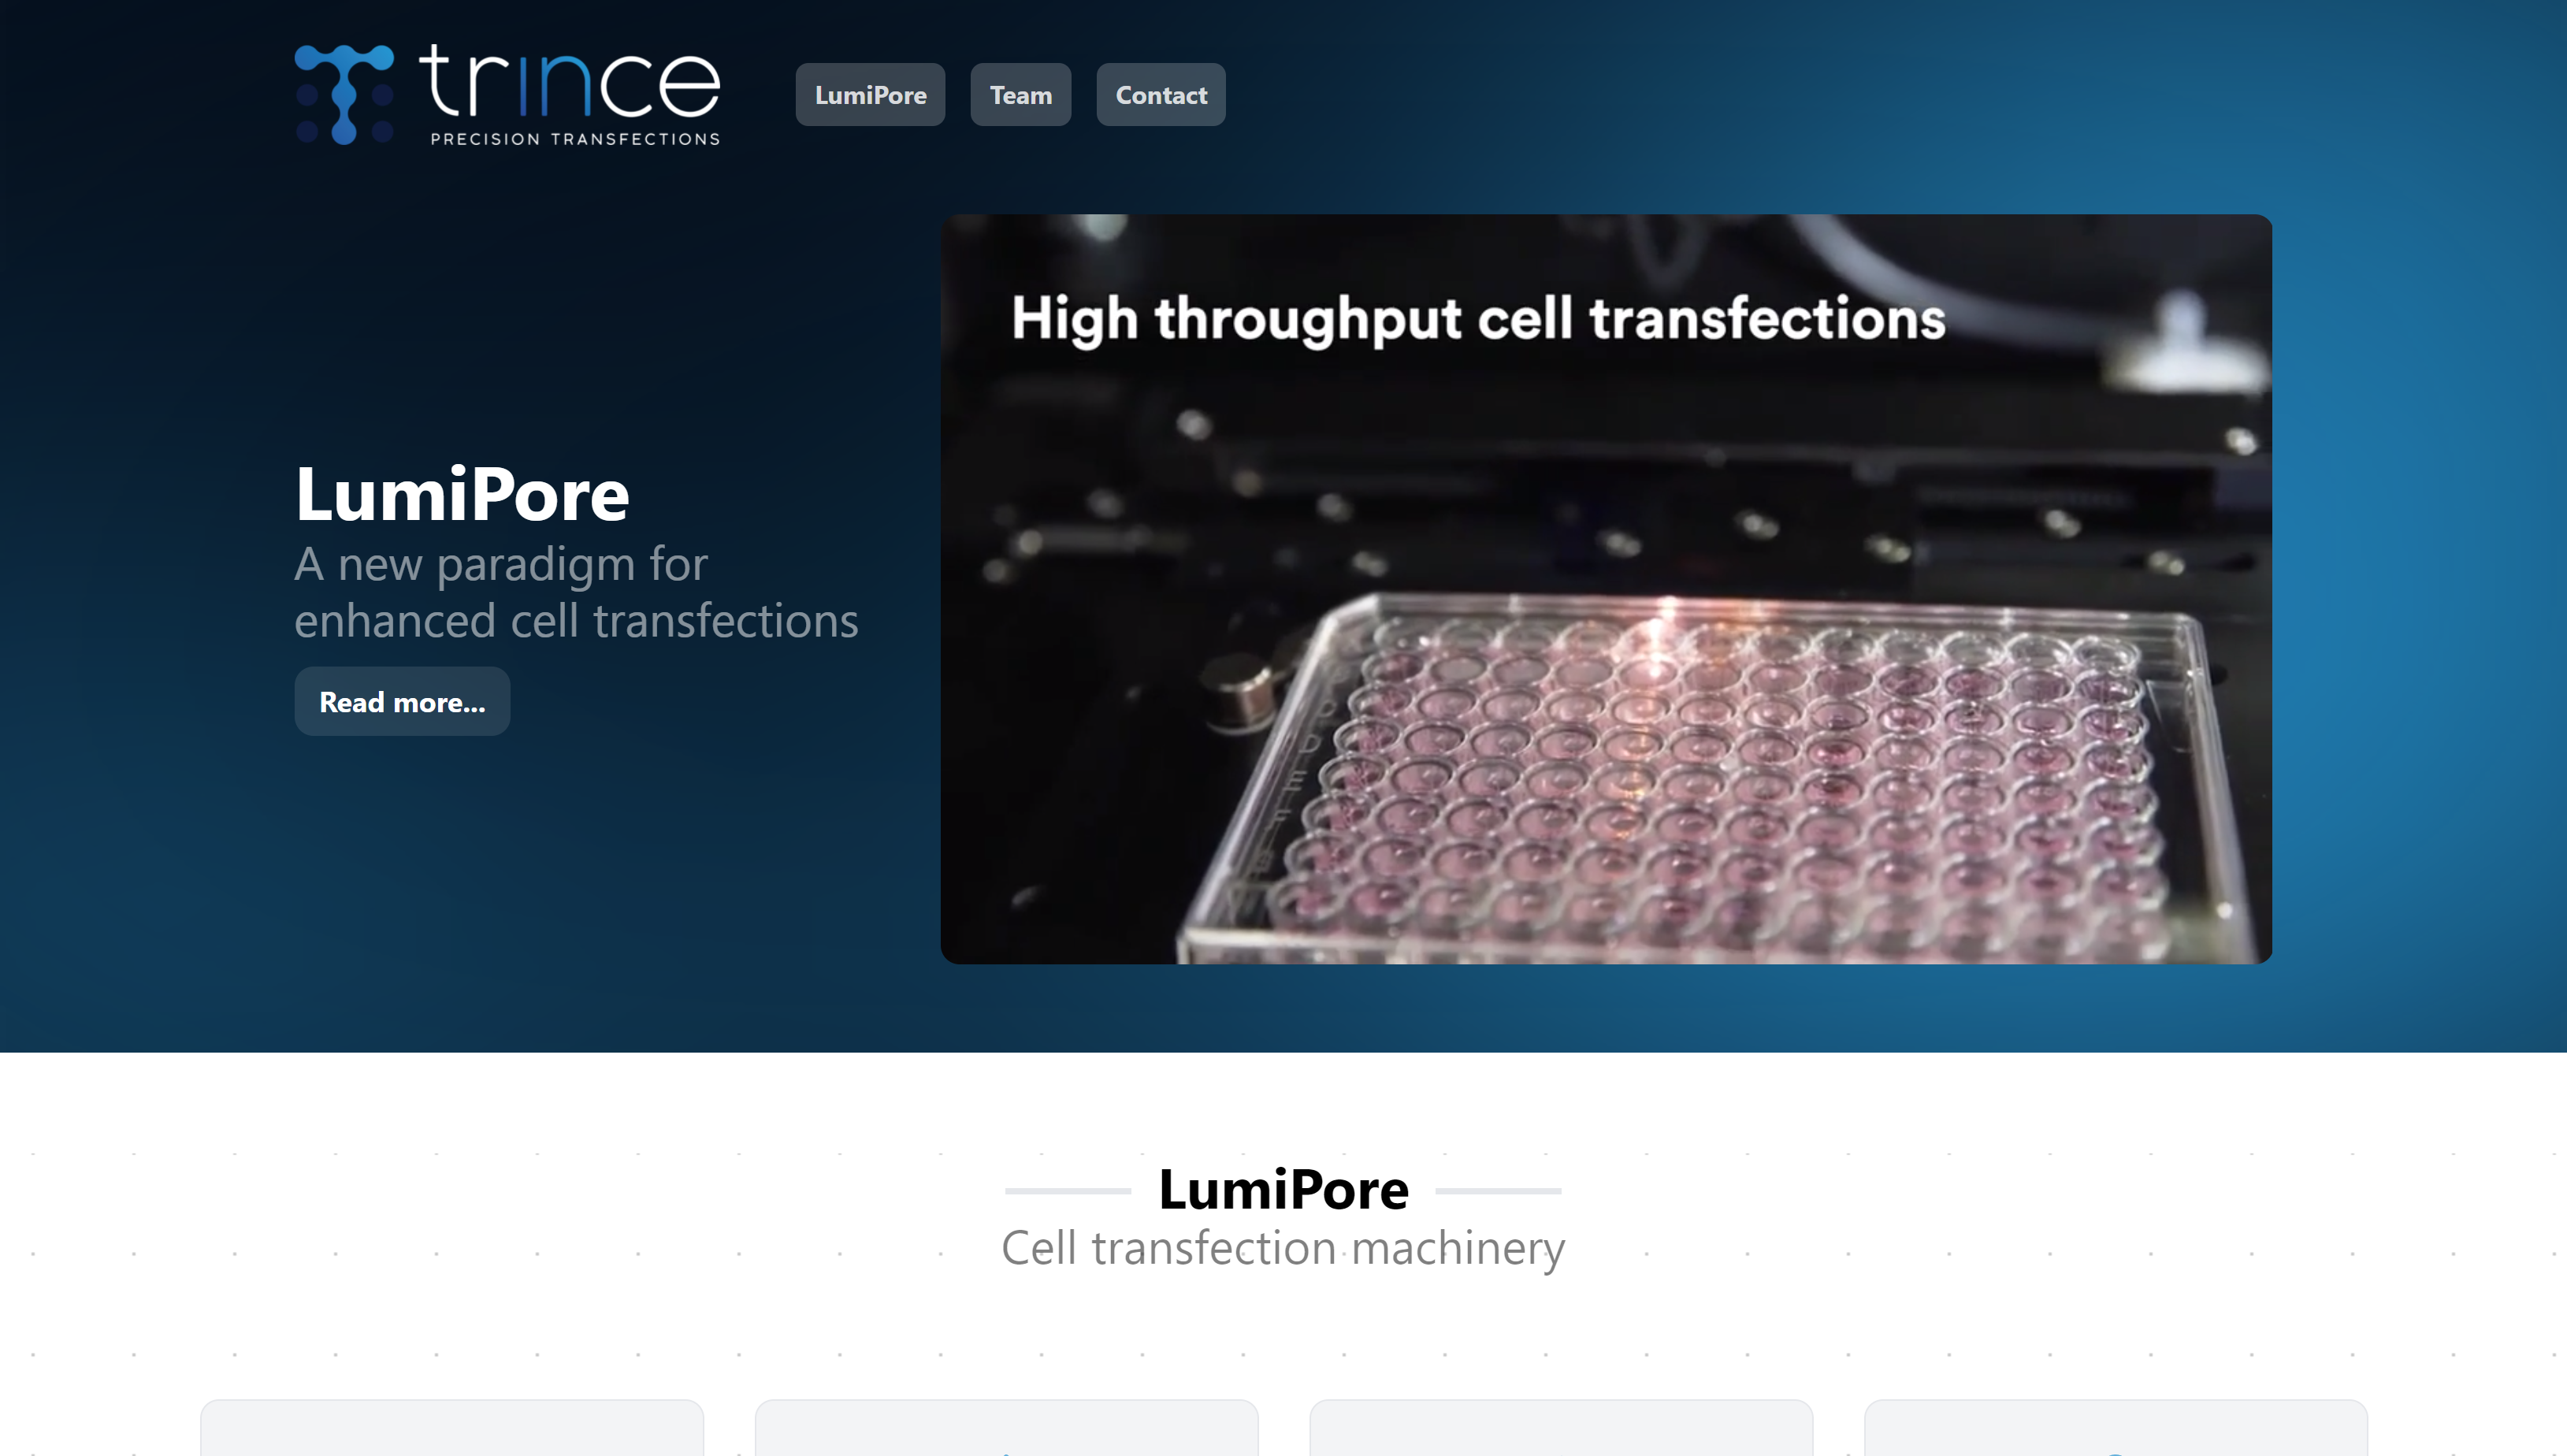 trince
PRECISION TRANSFECTIONS
LumiPore
Team
Contact
High throughput cell transfections
LumiPore
A new paradigm for
enhanced cell transfections
Read more...
D
E
F
LumiPore
Cell transfection machinery